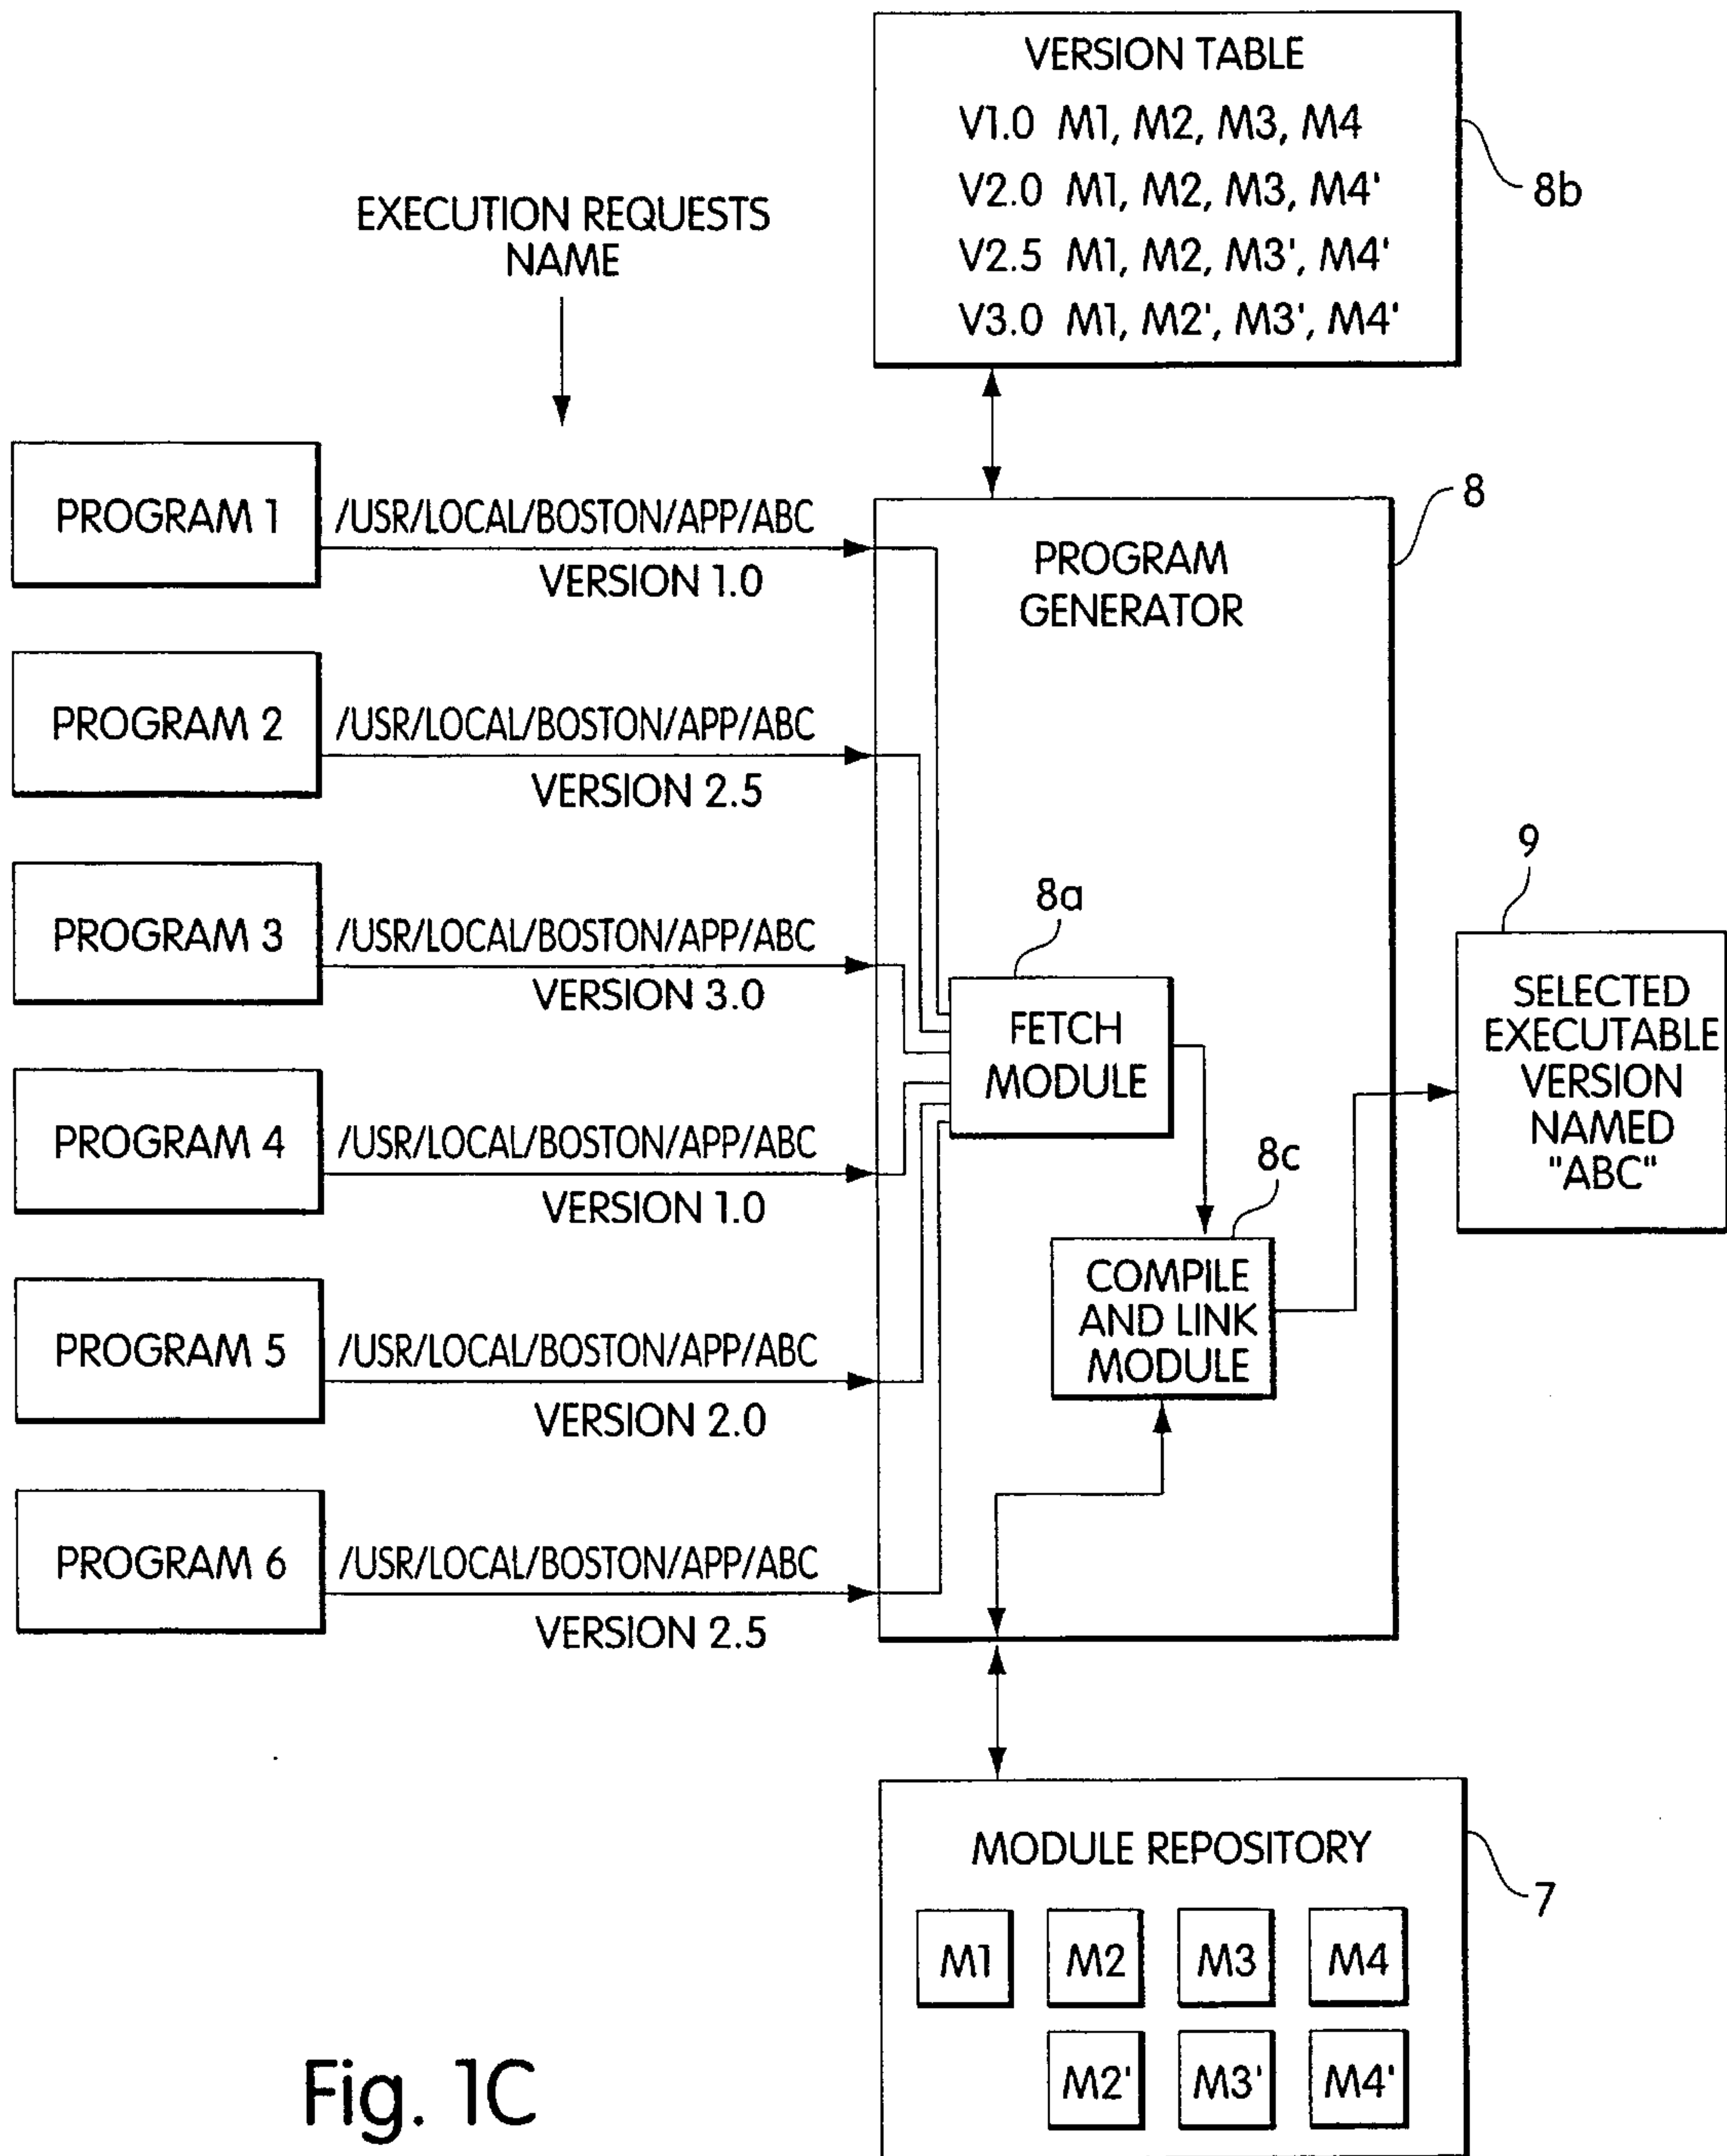 VERSION TABLE
V1.0 M1, M2, M3, M4
V2.0 M1, M2, M3, M4'
V2.5 M1, M2, M3', M4'
V3.0 M1, M2', M3', M4'
8b
EXECUTION REQUESTS
NAME
PROGRAM 1
/USR/LOCAL/BOSTON/APP/ABC
VERSION 1.0
PROGRAM 2
/USR/LOCAL/BOSTON/APP/ABC
VERSION 2.5
PROGRAM 3
/USR/LOCAL/BOSTON/APP/ABC
VERSION 3.0
PROGRAM 4
/USR/LOCAL/BOSTON/APP/ABC
VERSION 1.0
PROGRAM 5
/USR/LOCAL/BOSTON/APP/ABC
VERSION 2.0
PROGRAM 6
/USR/LOCAL/BOSTON/APP/ABC
VERSION 2.5
8
PROGRAM
GENERATOR
8a
FETCH
MODULE
8c
COMPILE
AND LINK
MODULE
9
SELECTED
EXECUTABLE
VERSION
NAMED
"ABC"
MODULE REPOSITORY
7
M1 M2 M3 M4
M2' M3' M4'
Fig. 1C